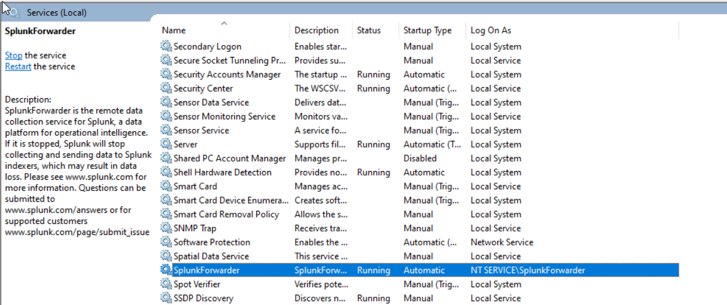 Services (Local)
SplunkForwarder
Stop the service
Restart the service
Description:
SplunkForwarder is the remote data
collection service for Splunk, a data
platform for operational intelligence.
If it is stopped, Splunk will stop
collecting and sending data to Splunk
indexers, which may result in data
loss. Please see www.splunk.com for
more information. Questions can be
submitted to
www.splunk.com/answers or for
supported customers
www.splunk.com/page/submit_issue
Name Description Status Startup Type Log On As
Secondary Logon Enables star... Manual Local System
Secure Socket Tunneling Pr... Provides su... Manual Local Service
Security Accounts Manager The startup ... Running Automatic Local System
Security Center The WSCSV... Running Automatic (... Local Service
Sensor Data Service Delivers dat... Manual (Trig... Local System
Sensor Monitoring Service Monitors va... Manual (Trig... Local Service
Sensor Service A service fo... Manual (Trig... Local System
Server Supports fil... Running Automatic (T... Local System
Shared PC Account Manager Manages pr... Disabled Local System
Shell Hardware Detection Provides no... Running Automatic Local System
Smart Card Manages ac... Manual (Trig... Local Service
Smart Card Device Enumera... Creates soft... Manual (Trig... Local System
Smart Card Removal Policy Allows the s... Manual Local System
SNMP Trap Receives tra... Manual Local Service
Software Protection Enables the ... Automatic (... Network Service
Spatial Data Service This service ... Manual Local Service
SplunkForwarder SplunkForw... Running Automatic NT SERVICE\SplunkForwarder
Spot Verifier Verifies pote... Manual (Trig... Local System
SSDP Discovery Discovers n... Running Manual Local Service